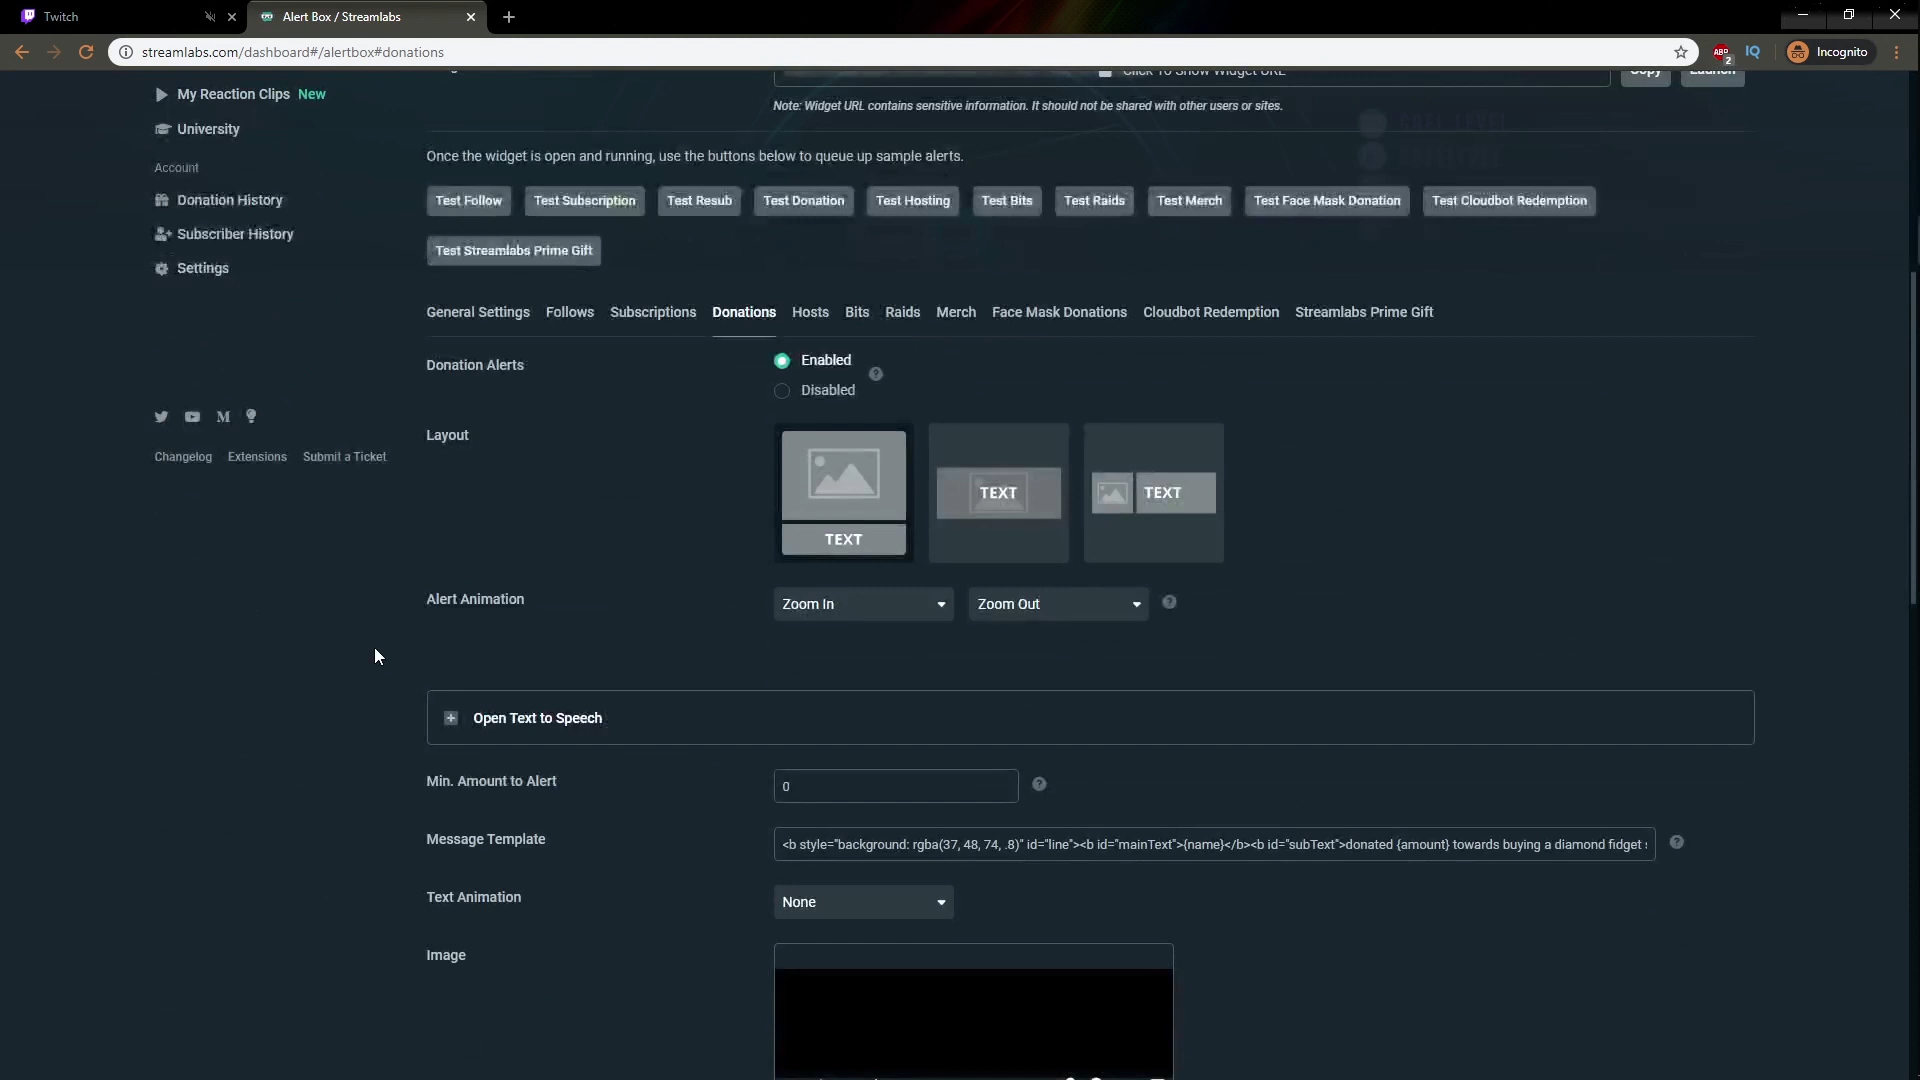 Twitch
Alert Box / Streamlabs
streamlabs.com/dashboard#/alertbox#donations
ABP
2
IQ
Incognito
My Reaction Clips New
Click To Show Widget URL
Copy
Launch
Note: Widget URL contains sensitive information. It should not be shared with other users or sites.
University
Once the widget is open and running, use the buttons below to queue up sample alerts.
Account
Donation History
Test Follow
Test Subscription
Test Resub
Test Donation
Test Hosting
Test Bits
Test Raids
Test Merch
Test Face Mask Donation
Test Cloudbot Redemption
Subscriber History
Test Streamlabs Prime Gift
Settings
General Settings
Follows
Subscriptions
Donations
Hosts
Bits
Raids
Merch
Face Mask Donations
Cloudbot Redemption
Streamlabs Prime Gift
Donation Alerts
Enabled
Disabled
Changelog
Extensions
Submit a Ticket
Layout
TEXT
TEXT
TEXT
Alert Animation
Zoom In
Zoom Out
Open Text to Speech
Min. Amount to Alert
0
Message Template
<b style="background: rgba(37, 48, 74, .8)" id="line"><b id="mainText">{name}</b><b id="subText">donated {amount} towards buying a diamond fidget
Text Animation
None
Image